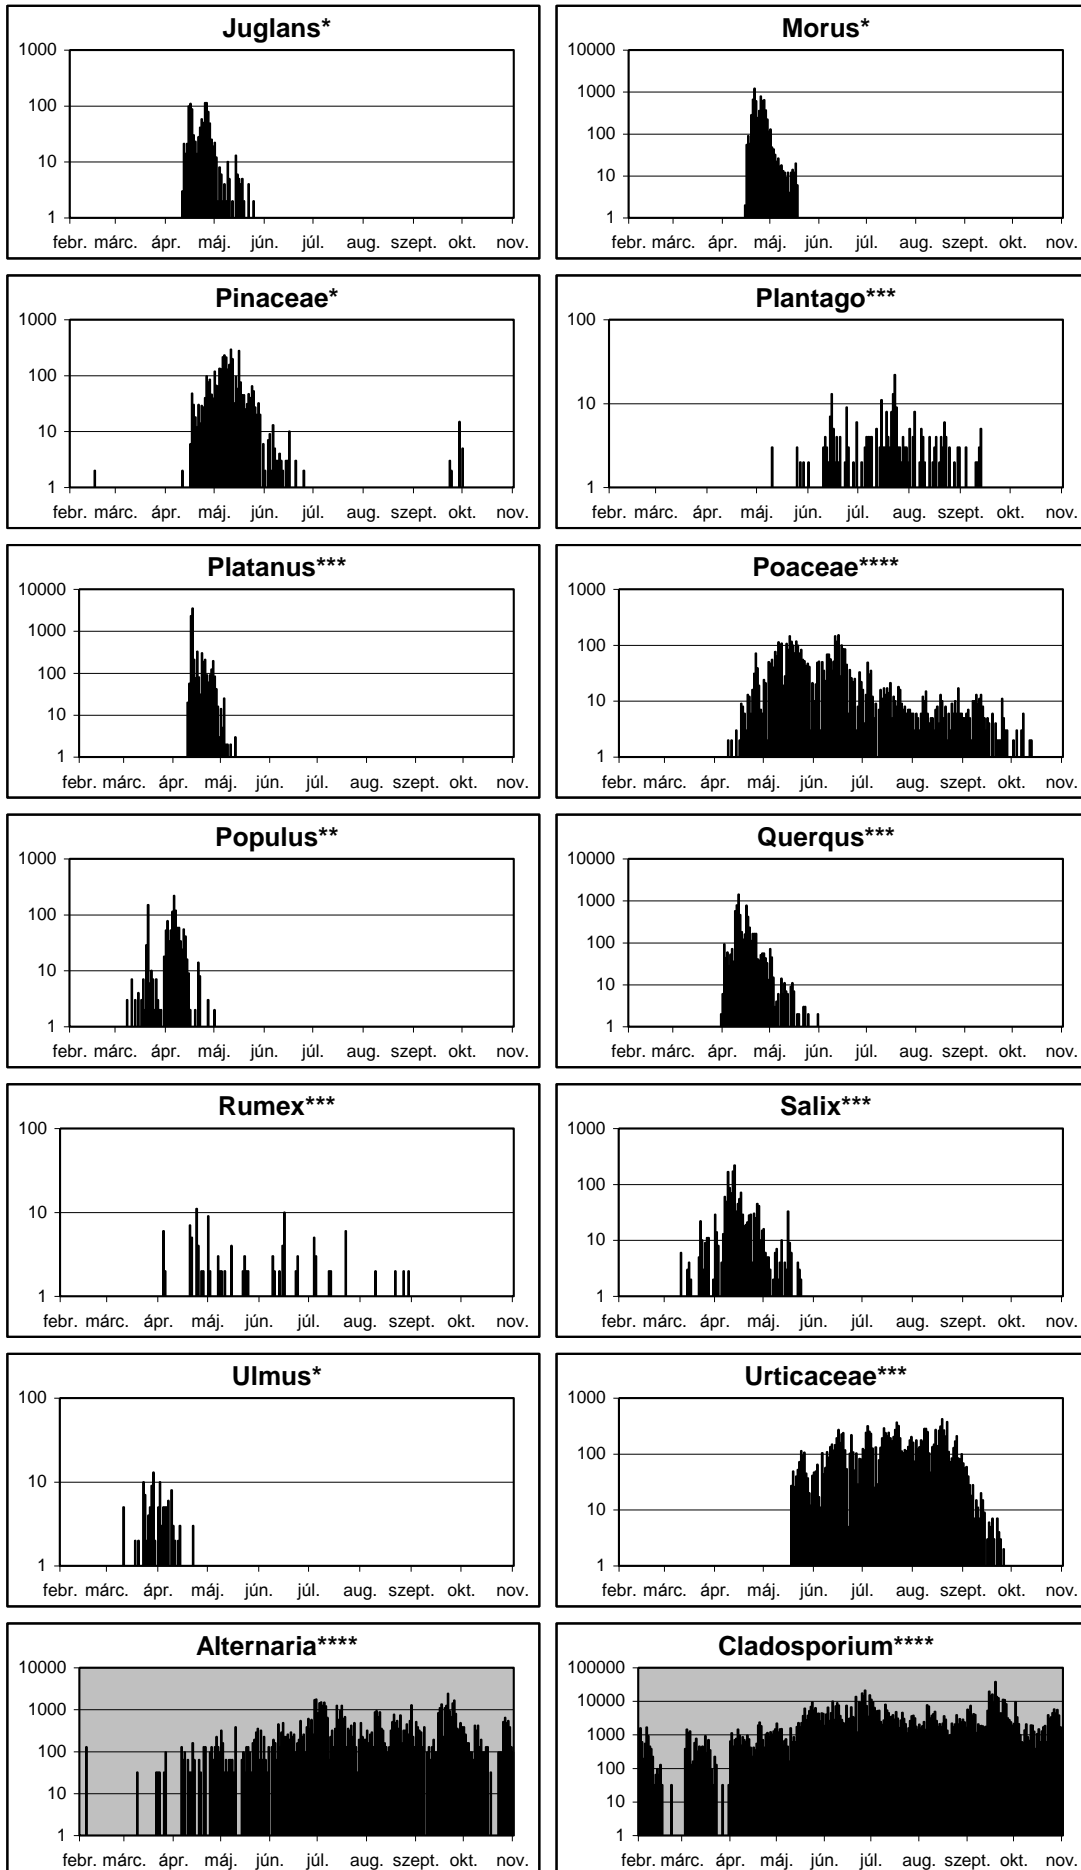 Juglans*
1000
100
10
1
febr. márc. ápr. máj. jún. júl. aug. szept. okt. nov.
Morus*
10000
1000
100
10
1
febr. márc. ápr. máj. jún. júl. aug. szept. okt. nov.
Pinaceae*
1000
100
10
1
febr. márc. ápr. máj. jún. júl. aug. szept. okt. nov.
Plantago***
100
10
1
febr. márc. ápr. máj. jún. júl. aug. szept. okt. nov.
Platanus***
10000
1000
100
10
1
febr. márc. ápr. máj. jún. júl. aug. szept. okt. nov.
Poaceae****
1000
100
10
1
febr. márc. ápr. máj. jún. júl. aug. szept. okt. nov.
Populus**
1000
100
10
1
febr. márc. ápr. máj. jún. júl. aug. szept. okt. nov.
Querqus***
10000
1000
100
10
1
febr. márc. ápr. máj. jún. júl. aug. szept. okt. nov.
Rumex***
100
10
1
febr. márc. ápr. máj. jún. júl. aug. szept. okt. nov.
Salix***
1000
100
10
1
febr. márc. ápr. máj. jún. júl. aug. szept. okt. nov.
Ulmus*
100
10
1
febr. márc. ápr. máj. jún. júl. aug. szept. okt. nov.
Urticaceae***
1000
100
10
1
febr. márc. ápr. máj. jún. júl. aug. szept. okt. nov.
Alternaria****
10000
1000
100
10
1
febr. márc. ápr. máj. jún. júl. aug. szept. okt. nov.
Cladosporium****
100000
10000
1000
100
10
1
febr. márc. ápr. máj. jún. júl. aug. szept. okt. nov.